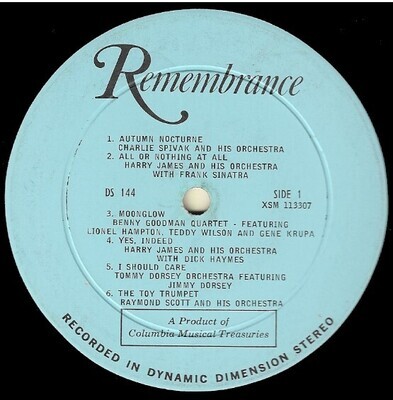 Remembrance
1. AUTUMN NOCTURNE
CHARLIE SPIVAK AND HIS ORCHESTRA
2. ALL OR NOTHING AT ALL
HARRY JAMES AND HIS ORCHESTRA
WITH FRANK SINATRA
DS 144
SIDE 1
XSM 113307
3. MOONGLOW
BENNY GOODMAN QUARTET - FEATURING
LIONEL HAMPTON, TEDDY WILSON AND GENE KRUPA
4. YES, INDEED
HARRY JAMES AND HIS ORCHESTRA
WITH DICK HAYMES
5. I SHOULD CARE
TOMMY DORSEY ORCHESTRA FEATURING
JIMMY DORSEY
6. THE TOY TRUMPET
RAYMOND SCOTT AND HIS ORCHESTRA
A Product of
Columbia Musical Treasuries
RECORDED IN DYNAMIC DIMENSION STEREO